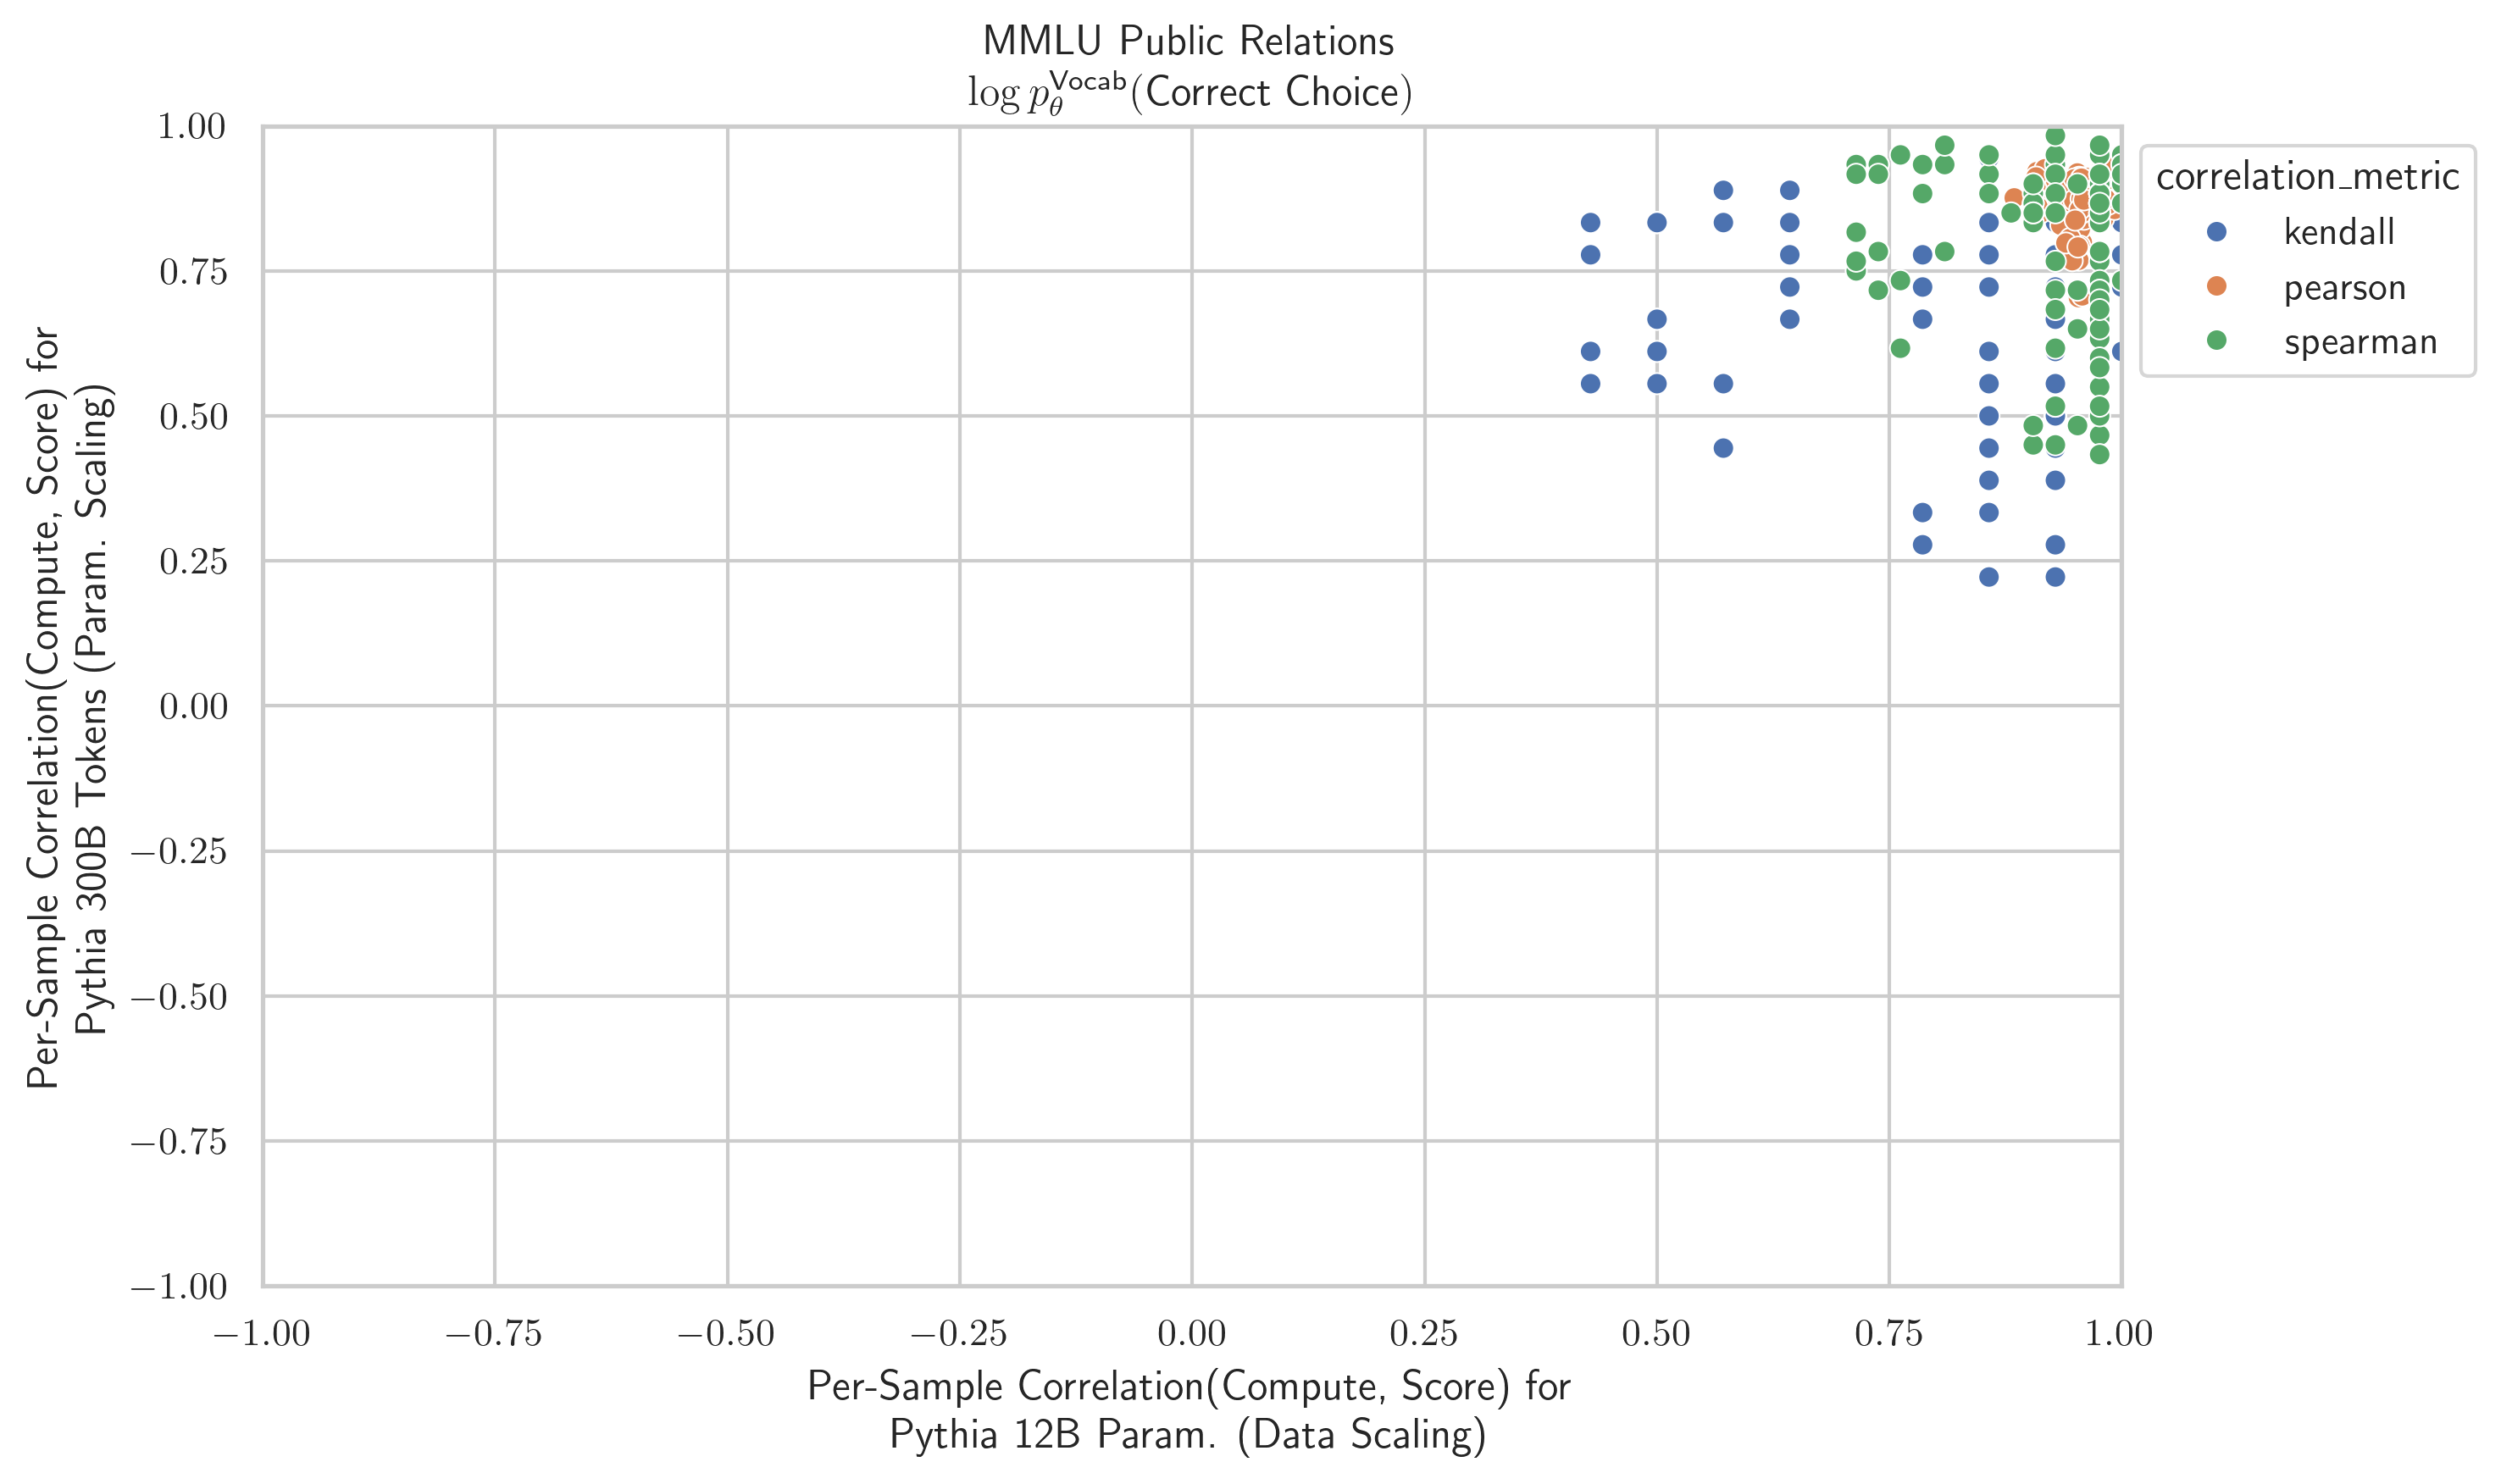 MMLU Public Relations
log p_θ^Vocab(Correct Choice)
Per-Sample Correlation(Compute, Score) for
Pythia 300B Tokens (Param. Scaling)
1.00
0.75
0.50
0.25
0.00
−0.25
−0.50
−0.75
−1.00
−1.00 −0.75 −0.50 −0.25 0.00 0.25 0.50 0.75 1.00
Per-Sample Correlation(Compute, Score) for
Pythia 12B Param. (Data Scaling)
correlation_metric
kendall
pearson
spearman